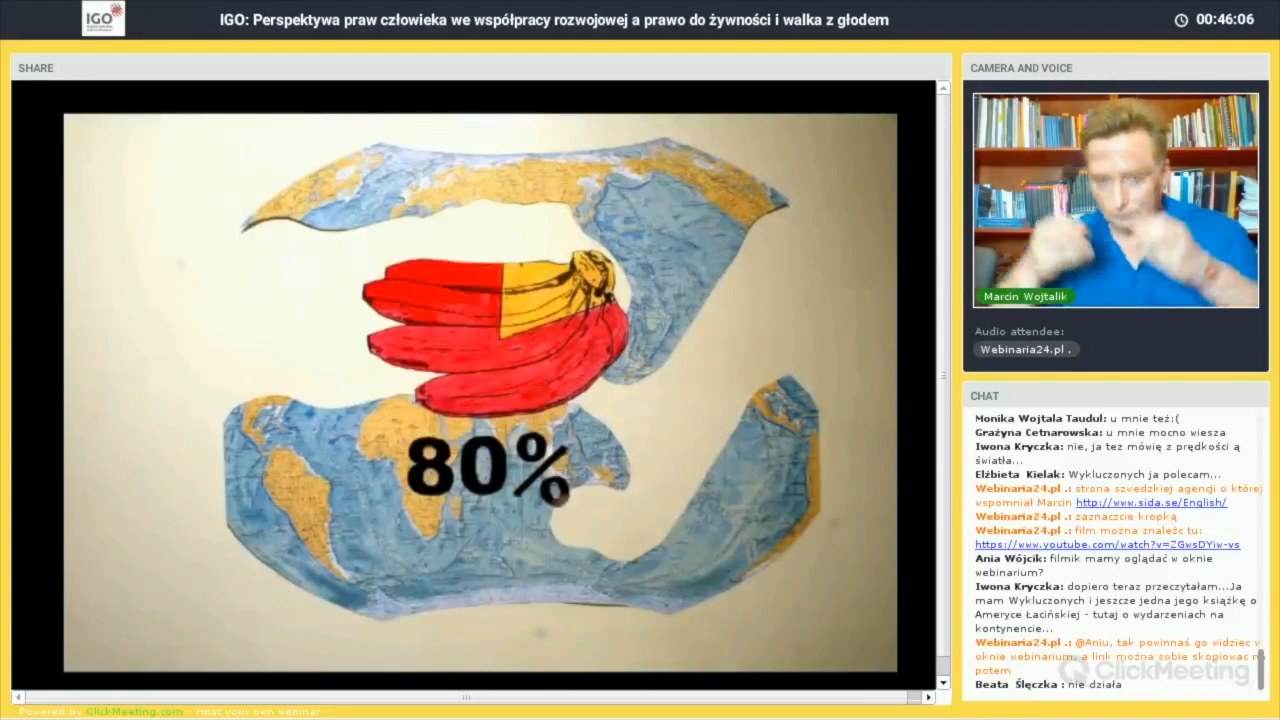 IGO
IGO: Perspektywa praw człowieka we współpracy rozwojowej a prawo do żywności i walka z głodem
00:46:06
SHARE
80%
CAMERA AND VOICE
Marcin Wojtalik
Audio attendee:
Webinaria24.pl .
CHAT
Monika Wojtala Taudul: u mnie też:(
Grażyna Cetnarowska: u mnie mocno wiesza
Iwona Kryczka: nie, ja tez mówię z prędkości ą
światła...
Elżbieta Kielak: Wykluczonych ja polecam...
Webinaria24.pl .: strona szwedzkiej agencji o której
wspomniał Marcin http://www.sida.se/English/
Webinaria24.pl .: zaznaczcie kropką
Webinaria24.pl .: film można znaleźc tu:
https://www.youtube.com/watch?v=ZGwsDYiw-vs
Ania Wójcik: filmik mamy oglądać w oknie
webinarium?
Iwona Kryczka: dopiero teraz przeczytałam...Ja
mam Wykluczonych i jeszcze jedna jego książkę o
Ameryce Łacińskiej - tutaj o wydarzeniach na
kontynencie...
Webinaria24.pl .: @Aniu, tak powinnaś go widziec w
oknie webinarium, a link można sobie skopiowac na
potem
Beata Ślęczka : nie działa
ClickMeeting
Powered by ClickMeeting.com - Host your own webinar